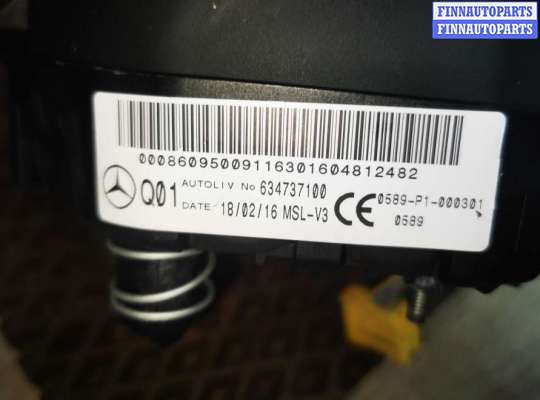 FINNAUTOPARTS
FINNAUTOPARTS
00086095009116301604812482
Q01 AUTOLIV No 634737100
DATE 18/02/16 MSL-V3
CE 0589-P1-000301
0589